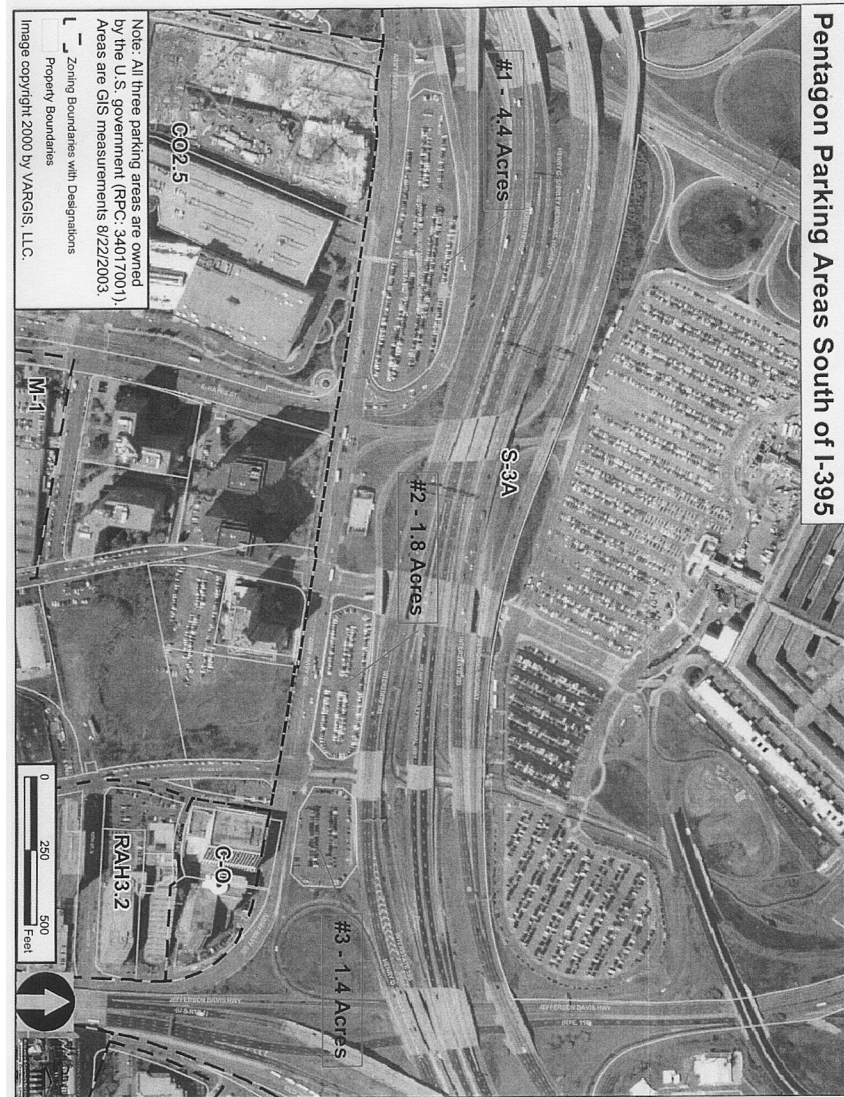 Pentagon Parking Areas South of I-395
#1 - 4.4 Acres
S-3A
#2 - 1.8 Acres
#3 - 1.4 Acres
CO2.5
M-1
C-O
RAH3.2
JEFFERSON DAVIS HWY
JEFFERSON DAVIS HWY
Note: All three parking areas are owned
by the U.S. government (RPC: 34017001).
Areas are GIS measurements 8/22/2003.
Zoning Boundaries with Designations
Property Boundaries
Image copyright 2000 by VARGIS, LLC.
0 250 500
Feet